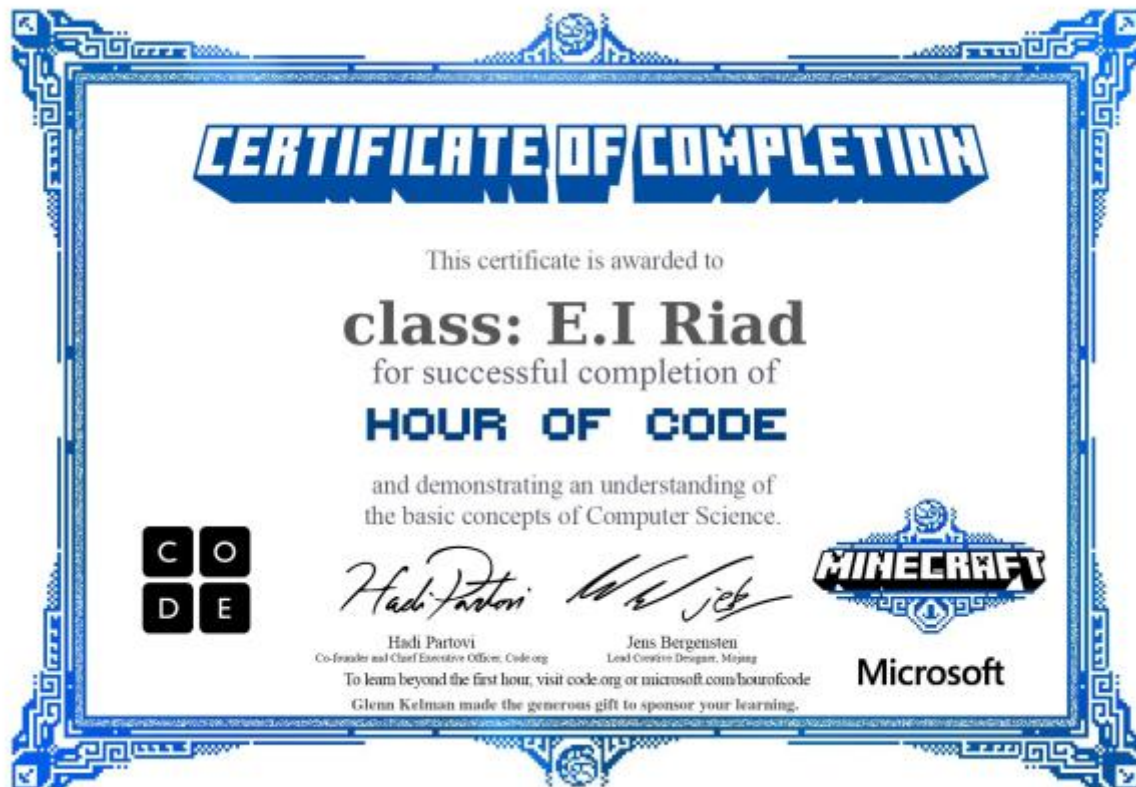 CERTIFICATE OF COMPLETION
This certificate is awarded to
class: E.I Riad
for successful completion of
HOUR OF CODE
and demonstrating an understanding of
the basic concepts of Computer Science.
C O
D E
Hadi Partovi
jeb
MINECRAFT
Hadi Partovi
Co-founder and Chief Executive Officer, Code.org
Jens Bergensten
Lead Creative Designer, Mojang
Microsoft
To learn beyond the first hour, visit code.org or microsoft.com/hourofcode
Glenn Kelman made the generous gift to sponsor your learning.